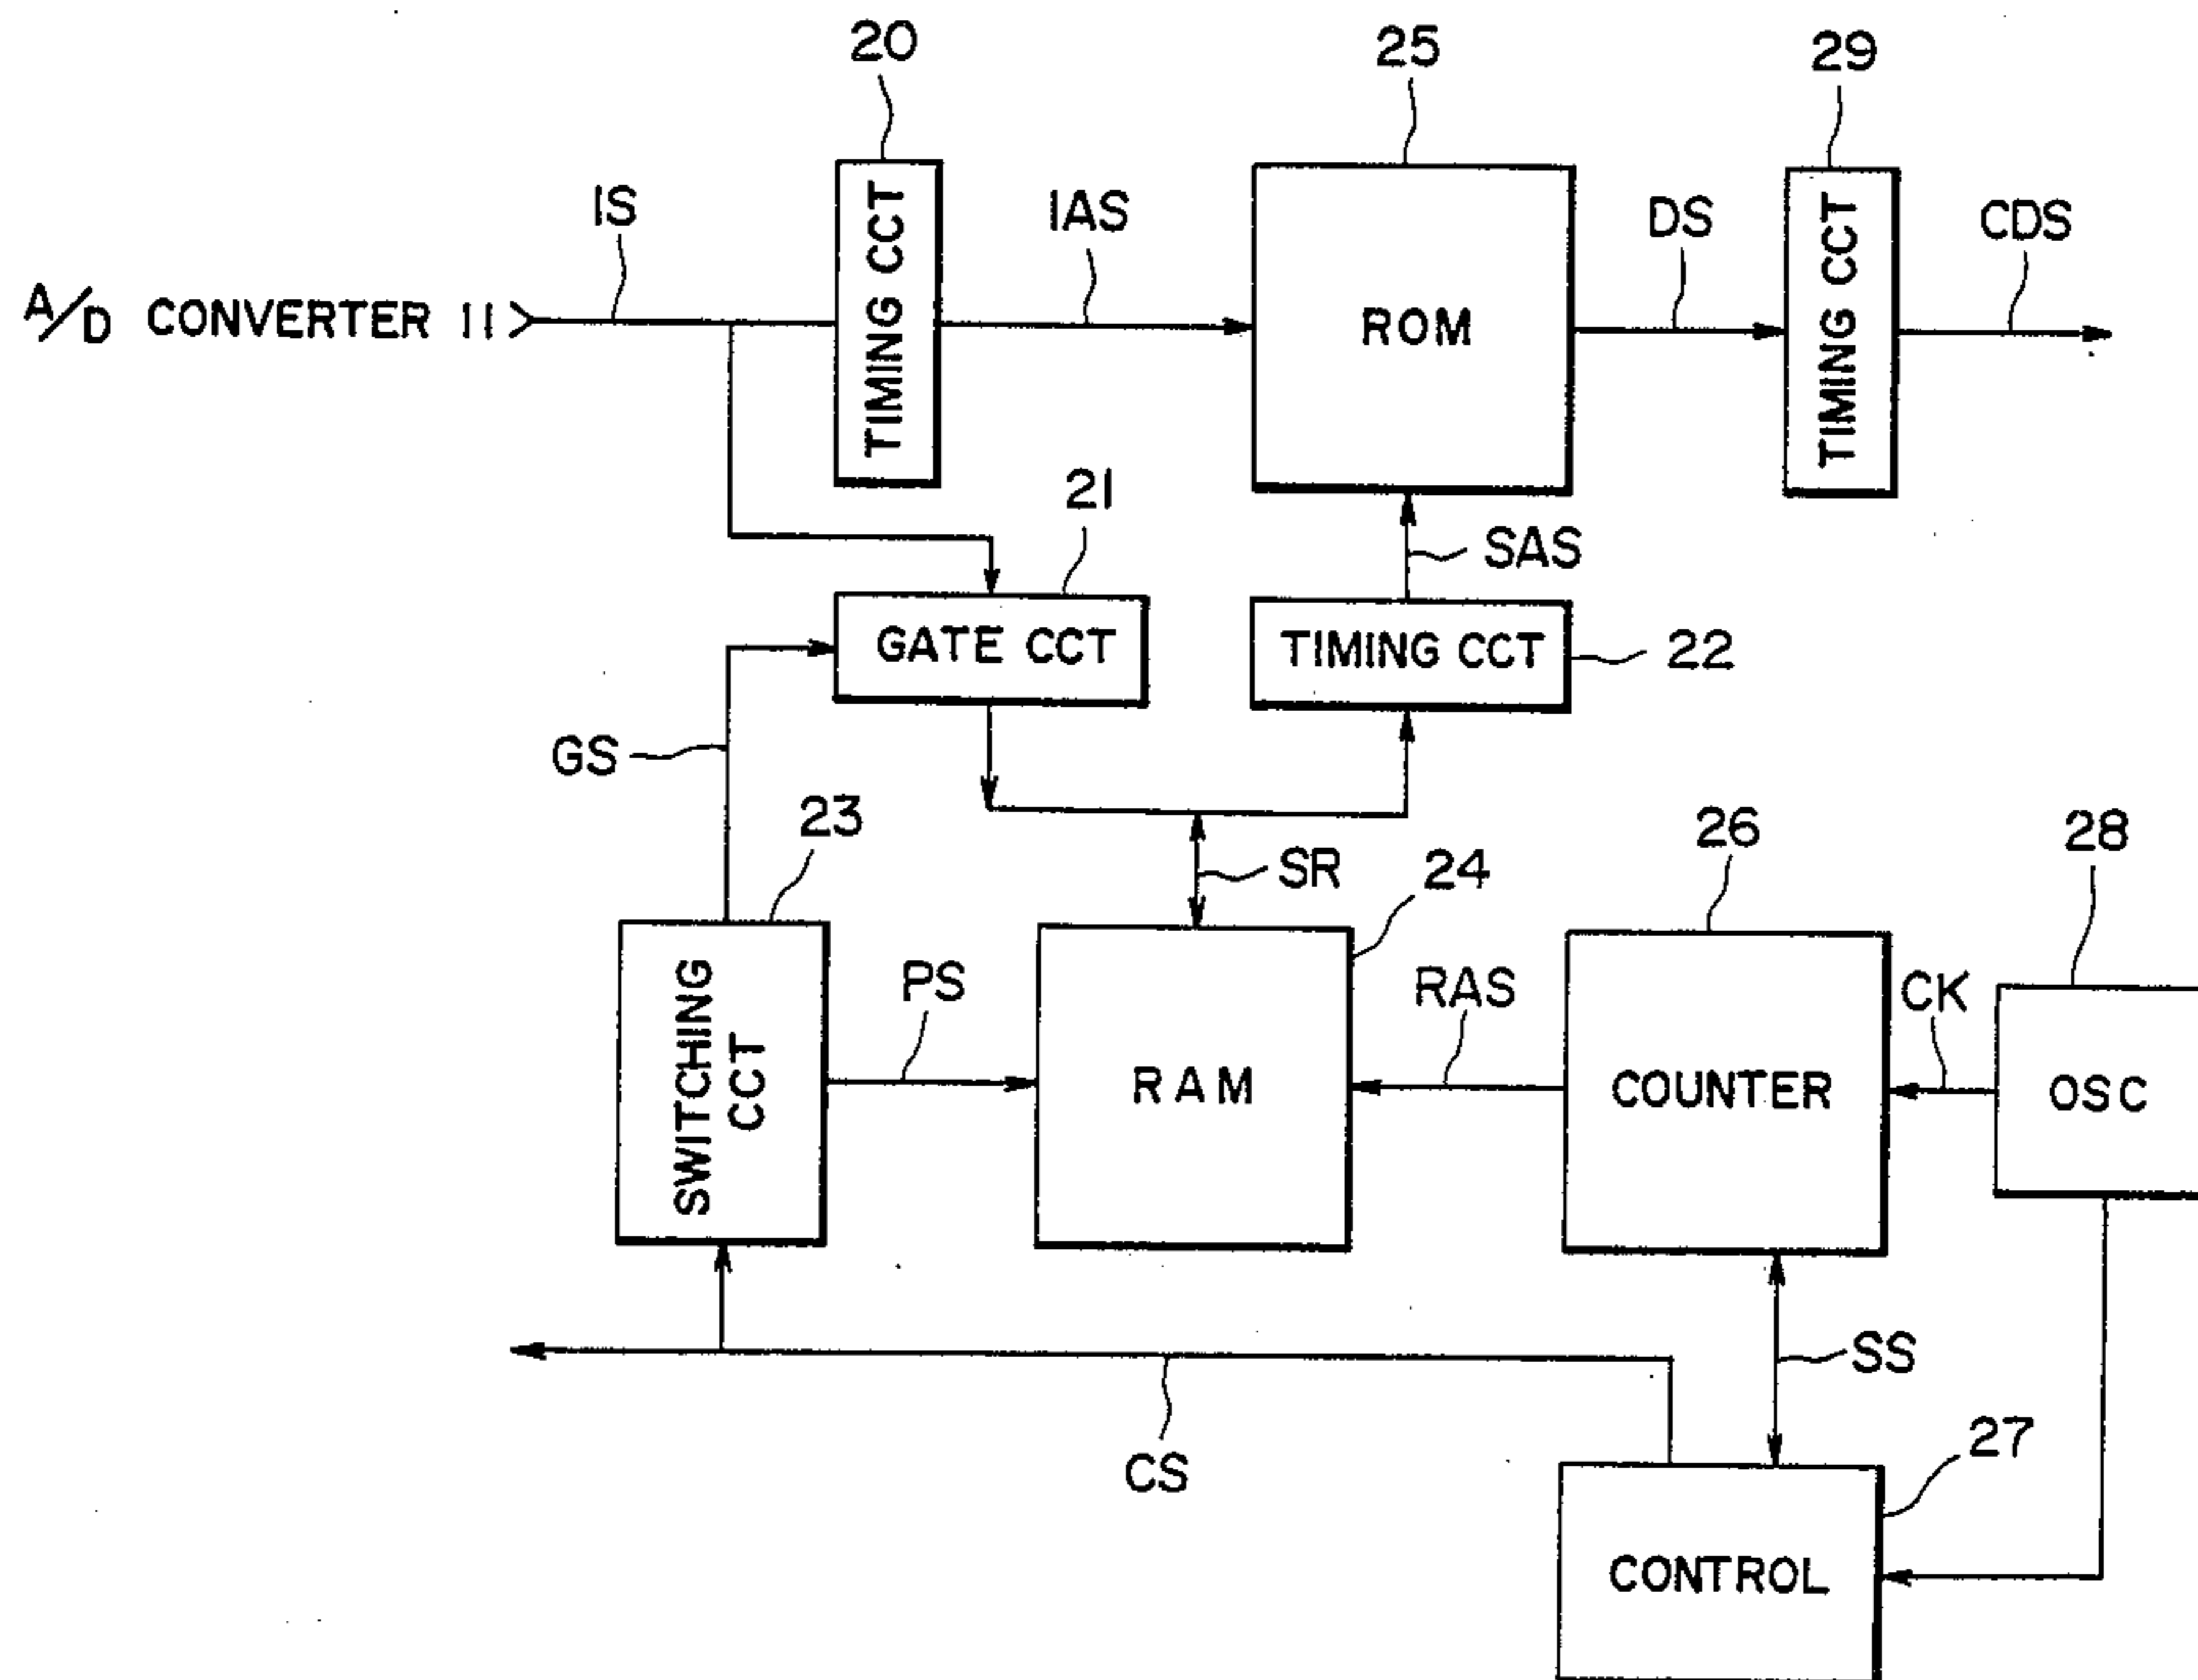 20
25
29
IS
IAS
DS
CDS
TIMING CCT
ROM
TIMING CCT
A/D CONVERTER 11
21
SAS
GATE CCT
TIMING CCT
22
GS
23
SR
24
26
28
PS
RAS
CK
SWITCHING
CCT
RAM
COUNTER
OSC
SS
CS
27
CONTROL